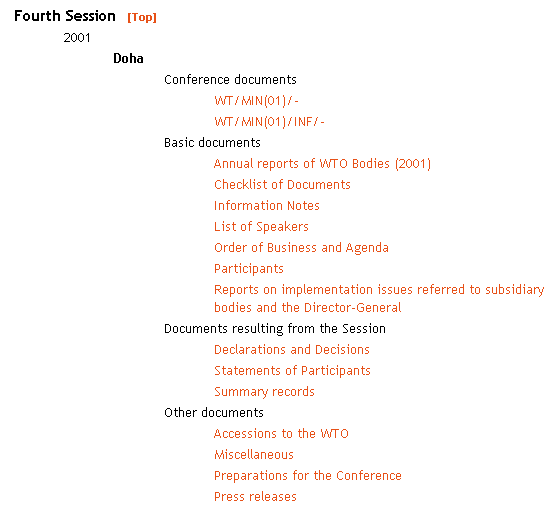 Fourth Session [Top]
2001
Doha
Conference documents
WT/MIN(01)/-
WT/MIN(01)/INF/-
Basic documents
Annual reports of WTO Bodies (2001)
Checklist of Documents
Information Notes
List of Speakers
Order of Business and Agenda
Participants
Reports on implementation issues referred to subsidiary
bodies and the Director-General
Documents resulting from the Session
Declarations and Decisions
Statements of Participants
Summary records
Other documents
Accessions to the WTO
Miscellaneous
Preparations for the Conference
Press releases